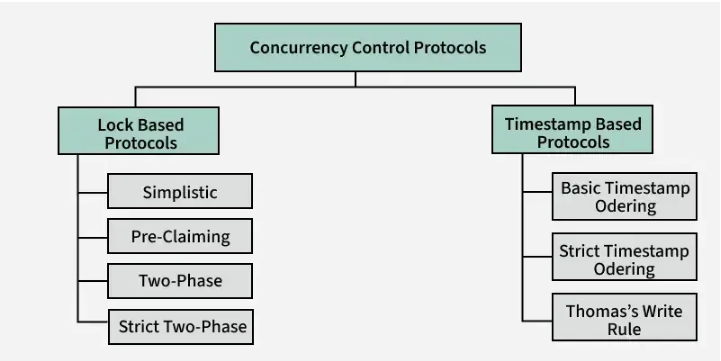 Concurrency Control Protocols
Lock Based
Protocols
Simplistic
Pre-Claiming
Two-Phase
Strict Two-Phase
Timestamp Based
Protocols
Basic Timestamp
Odering
Strict Timestamp
Odering
Thomas's Write
Rule